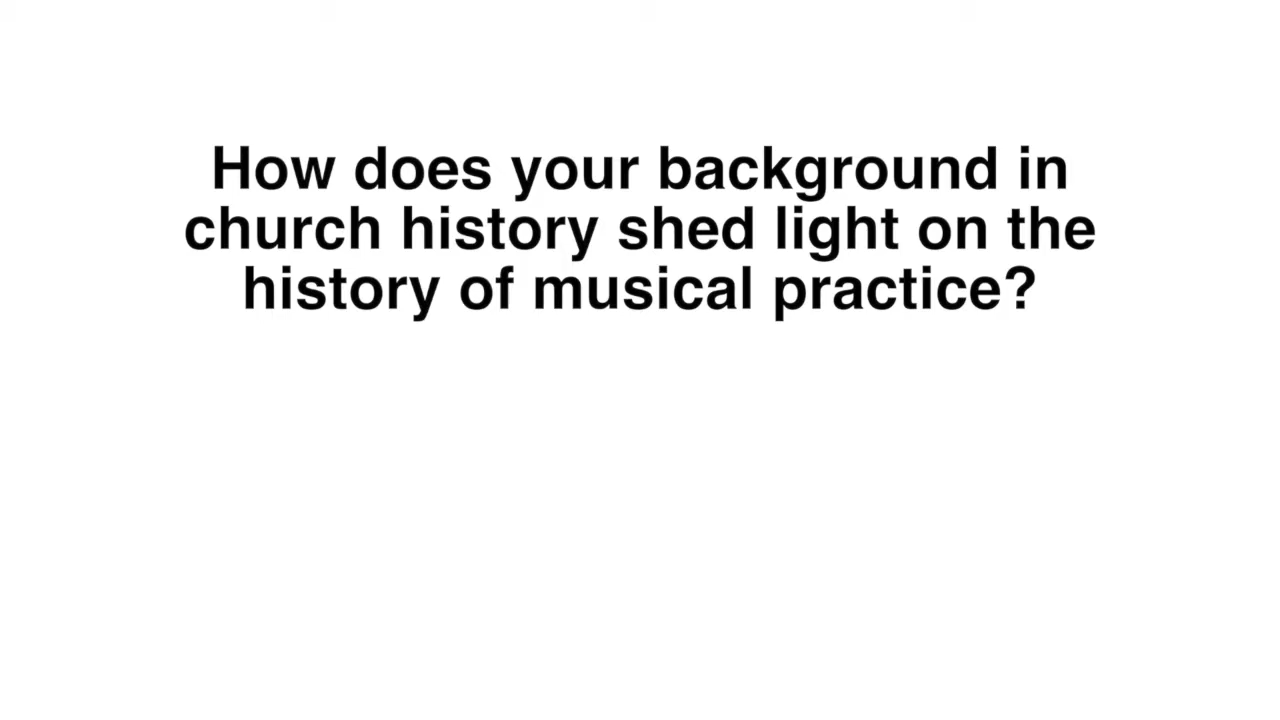 How does your background in
church history shed light on the
history of musical practice?